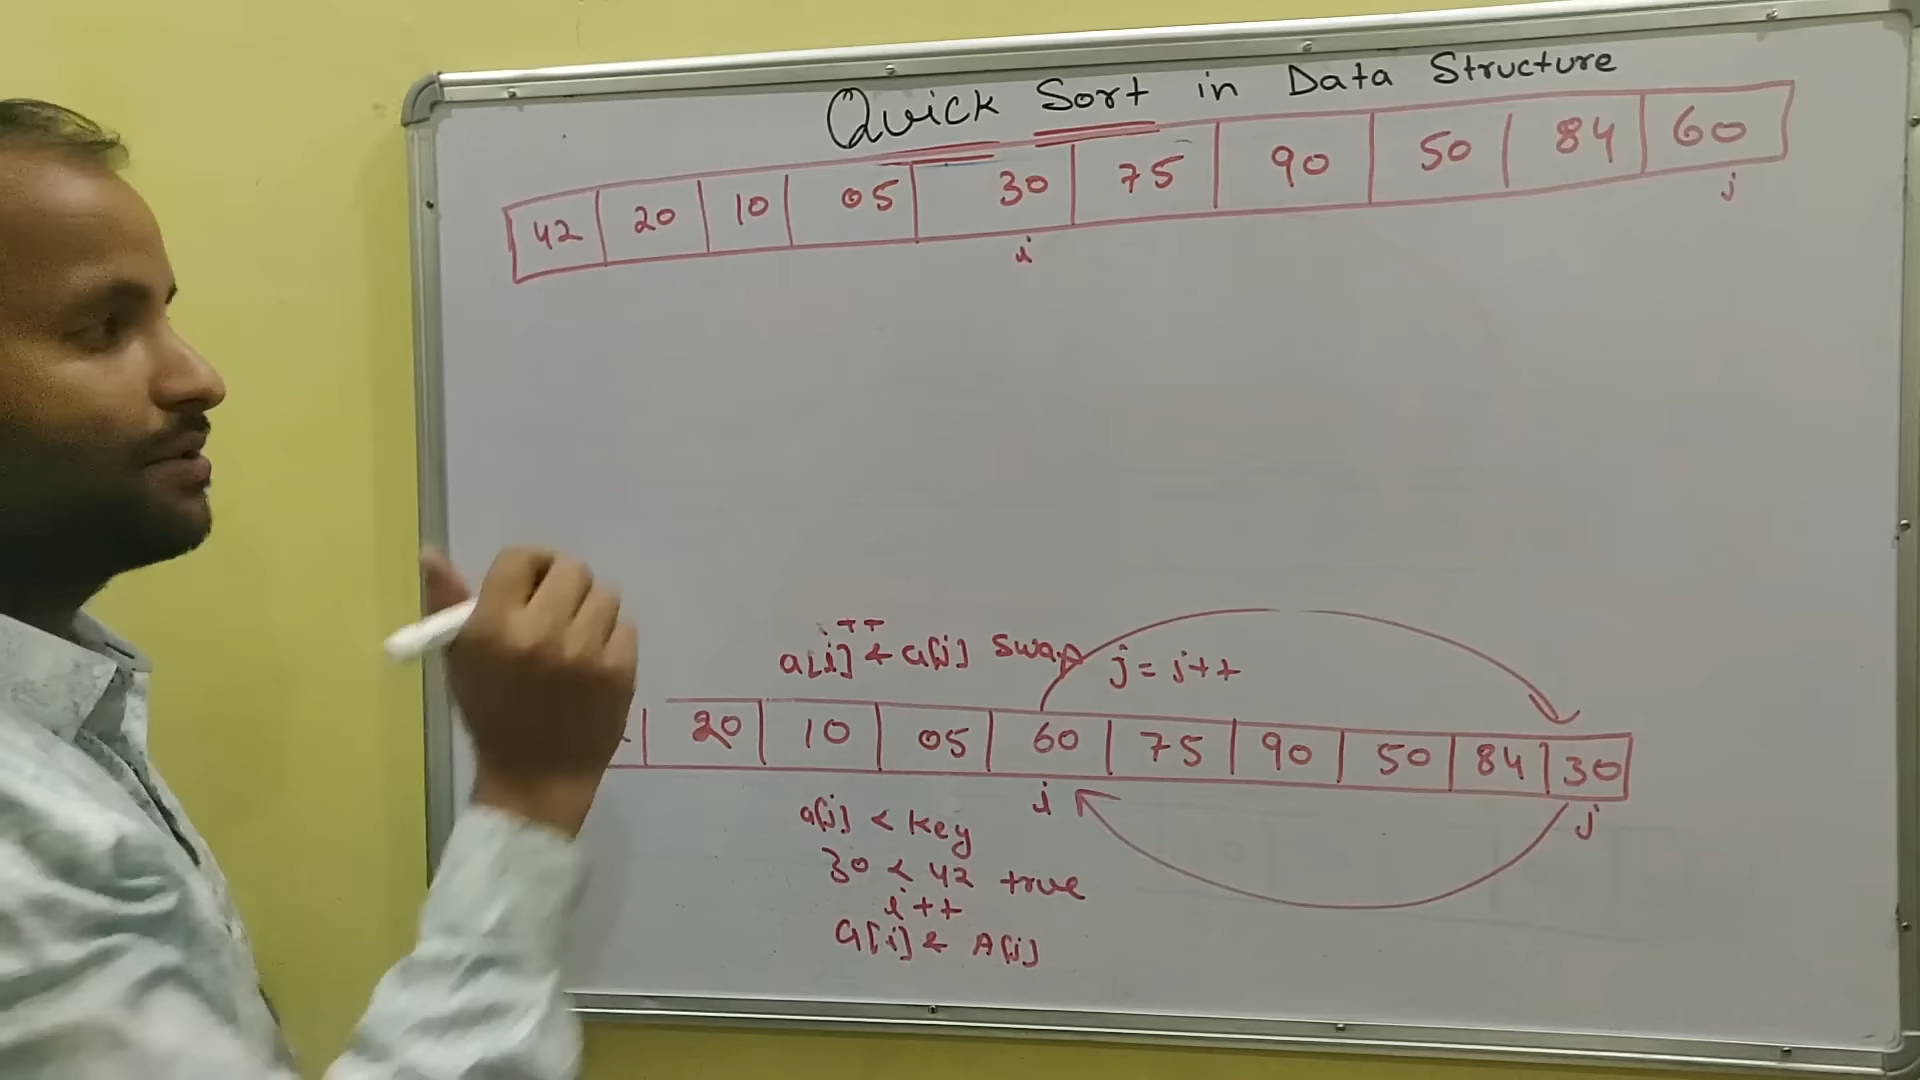 Quick Sort in Data Structure
42 20 10 05 30 75 90 50 84 60
i j
++
a[i] & a[j] swap j = j++
20 10 05 60 75 90 50 84 30
i j
a[j] < key
30 < 42 true
i++
a[i] & A[j]